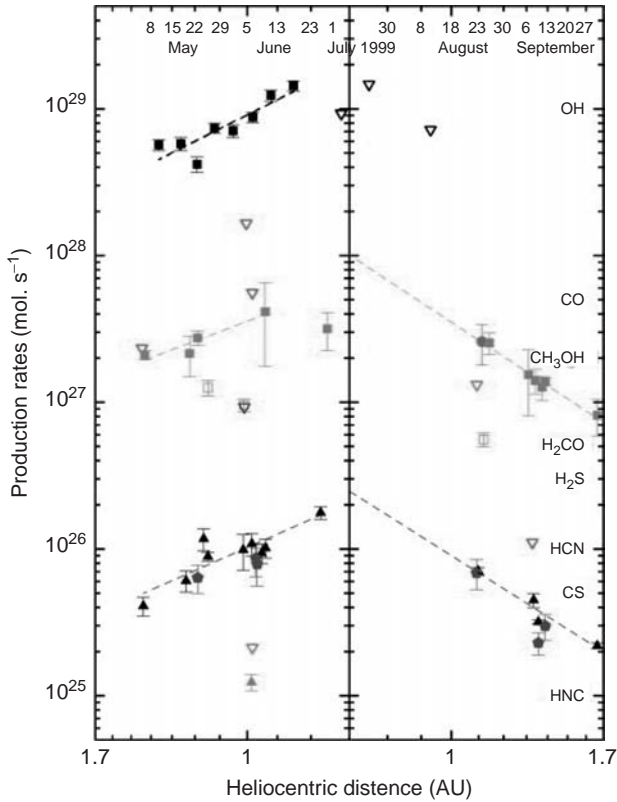 8 15 22 29 5 12 23 1 30 8 18 23 30 6 13 20 27
May June July 1999 August September
10^29
OH
10^28
CO
CH₃OH
10^27
H₂CO
H₂S
10^26
HCN
CS
10^25
HNC
1.7 1 1 1.7
Production rates (mol. s⁻¹)
Heliocentric distence (AU)